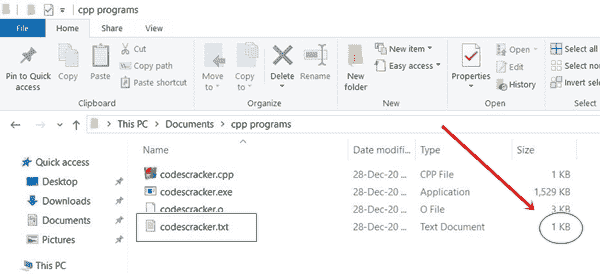 cpp programs
File Home Share View
Pin to Quick access
Copy
Paste
Cut
Copy path
Paste shortcut
Clipboard
Move to
Copy to
Delete
Rename
Organize
New folder
New item
Easy access
New
Properties
Open
Edit
History
Open
Select all
Select none
Invert sele
Select
This PC > Documents > cpp programs
Name Date modifi... Type Size
Quick access
Desktop
Downloads
Documents
Pictures
This PC
codescracker.cpp 28-Dec-20 ... CPP File 1 KB
codescracker.exe 28-Dec-20 ... Application 1,529 KB
codescracker.o 28-Dec-20 ... O File 3 KB
codescracker.txt 28-Dec-20 ... Text Document 1 KB